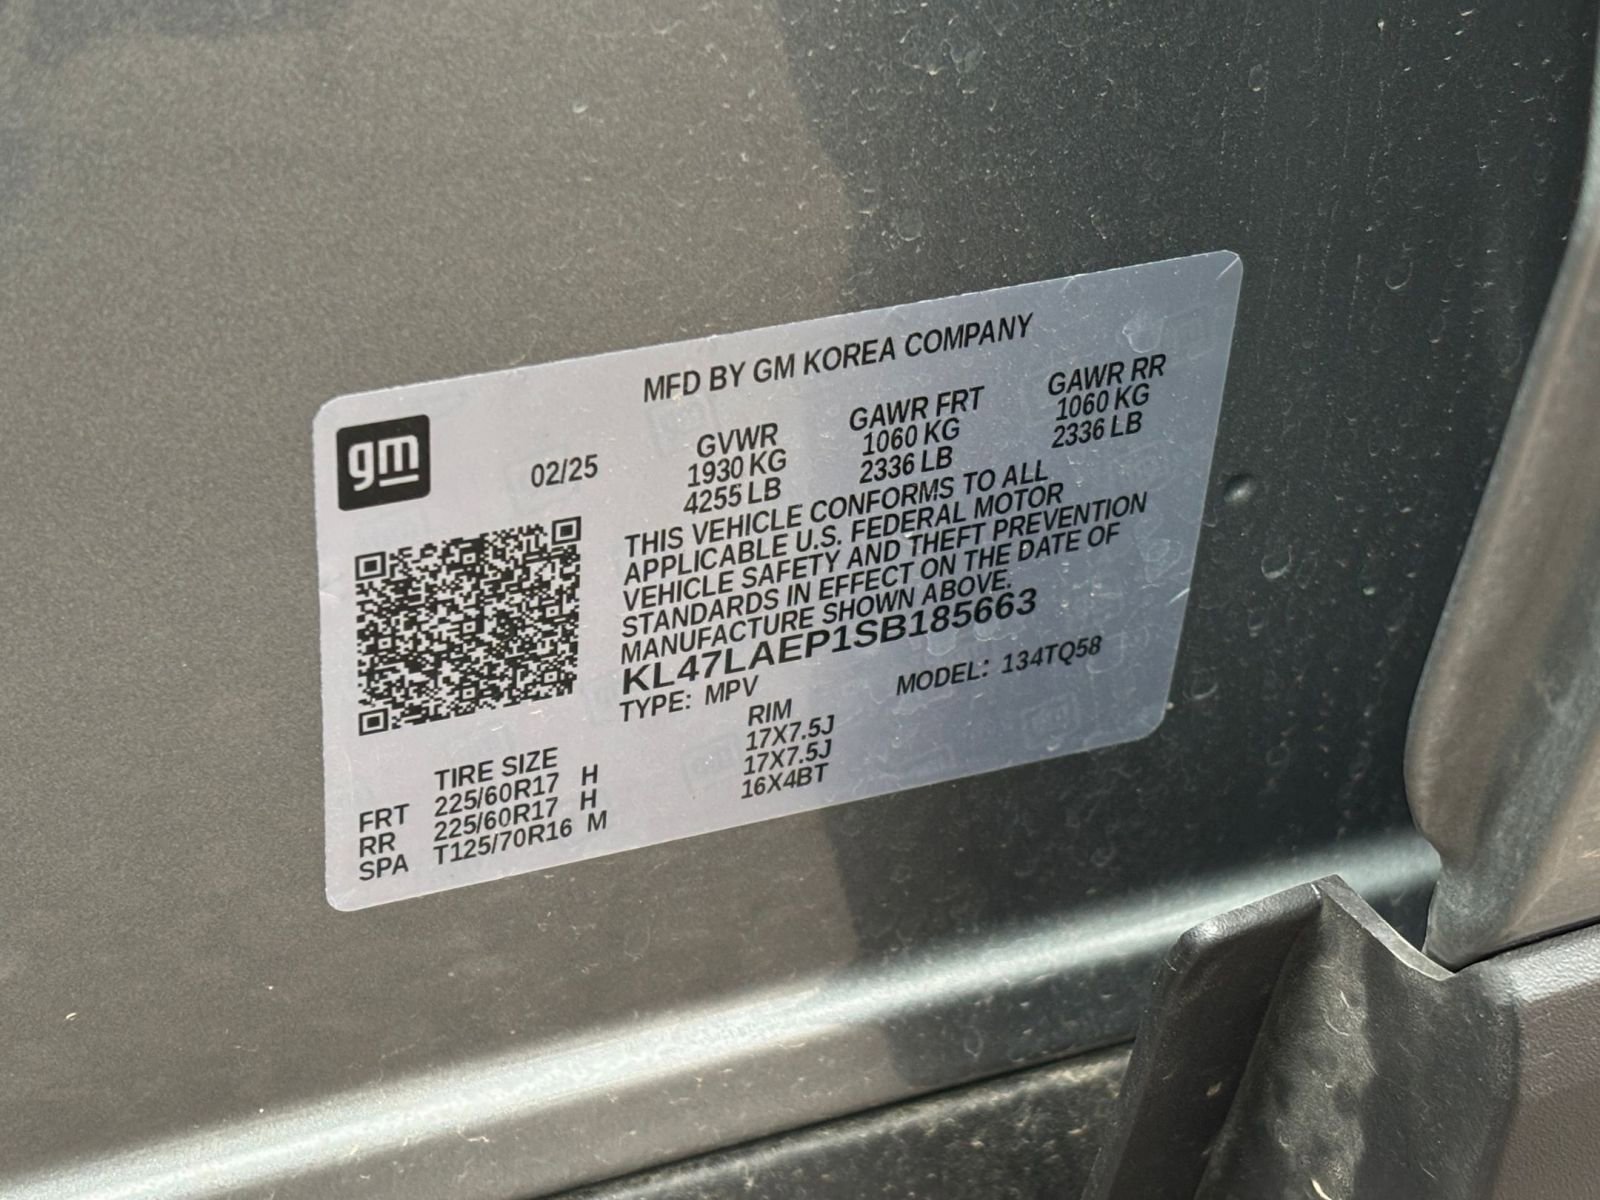 MFD BY GM KOREA COMPANY
gm
02/25
GVWR
1930 KG
4255 LB
GAWR FRT
1060 KG
2336 LB
GAWR RR
1060 KG
2336 LB
THIS VEHICLE CONFORMS TO ALL
APPLICABLE U.S. FEDERAL MOTOR
VEHICLE SAFETY AND THEFT PREVENTION
STANDARDS IN EFFECT ON THE DATE OF
MANUFACTURE SHOWN ABOVE.
KL47LAEP1SB185663
TYPE: MPV MODEL: 134TQ58
TIRE SIZE RIM
FRT 225/60R17 H 17X7.5J
RR 225/60R17 H 17X7.5J
SPA T125/70R16 M 16X4BT